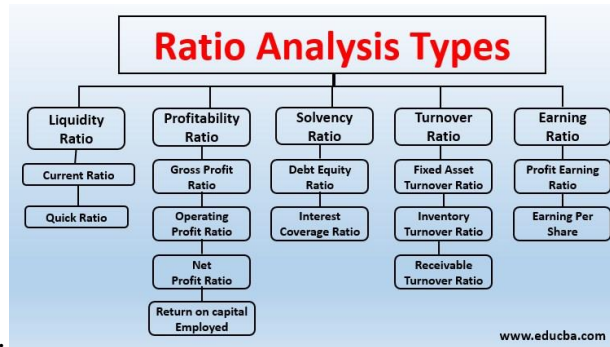 Ratio Analysis Types
Liquidity
Ratio
Current Ratio
Quick Ratio
Profitability
Ratio
Gross Profit
Ratio
Operating
Profit Ratio
Net
Profit Ratio
Return on capital
Employed
Solvency
Ratio
Debt Equity
Ratio
Interest
Coverage Ratio
Turnover
Ratio
Fixed Asset
Turnover Ratio
Inventory
Turnover Ratio
Receivable
Turnover Ratio
Earning
Ratio
Profit Earning
Ratio
Earning Per
Share
www.educba.com
.